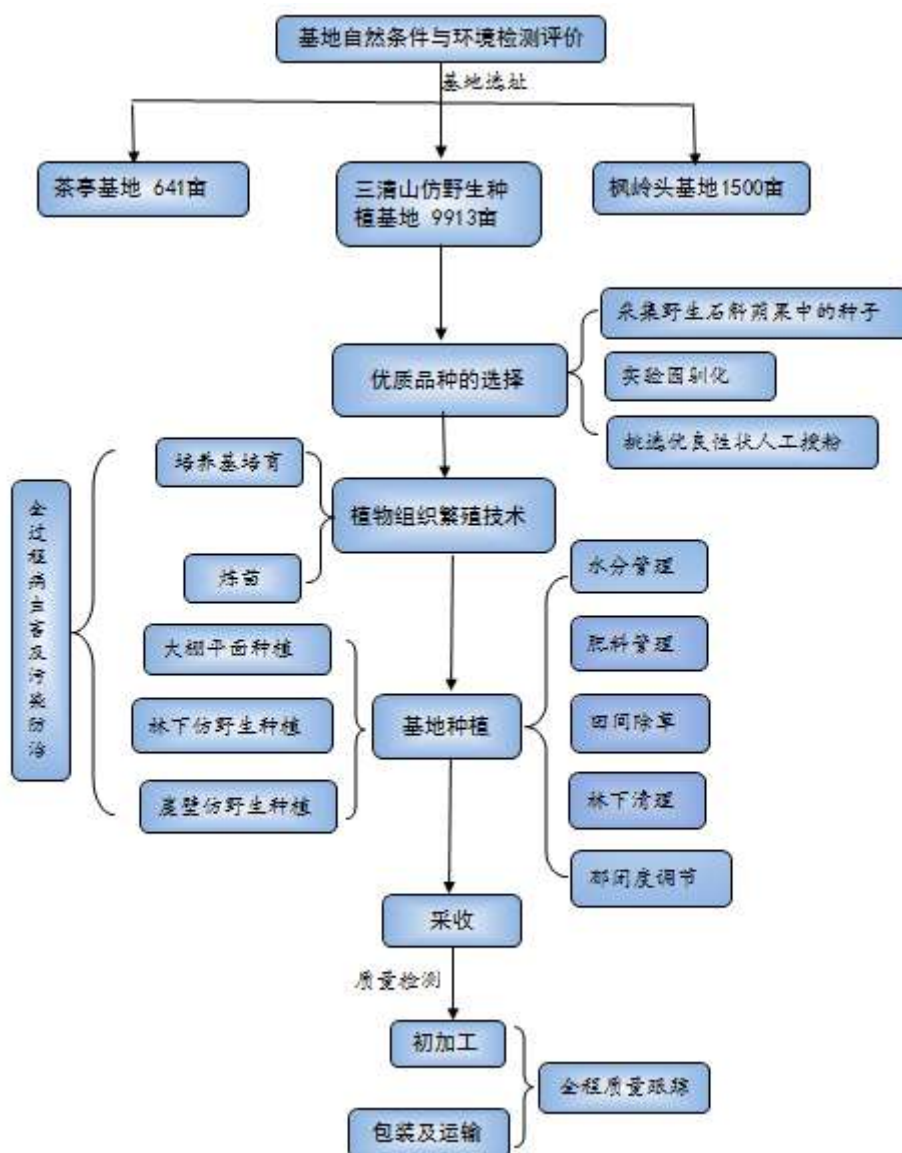 基地自然条件与环境检测评价
基地选址
茶亭基地 641亩
三清山仿野生种
植基地 9913亩
枫岭头基地1500亩
采集野生石斛蒴果中的种子
优质品种的选择
实验园驯化
挑选优良性状人工授粉
培养基培育
植物组织繁殖技术
炼苗
全过程病虫害及污染防治
水分管理
大棚平面种植
肥料管理
林下仿野生种植
基地种植
田间除草
崖壁仿野生种植
林下清理
郁闭度调节
采收
质量检测
初加工
全程质量跟踪
包装及运输